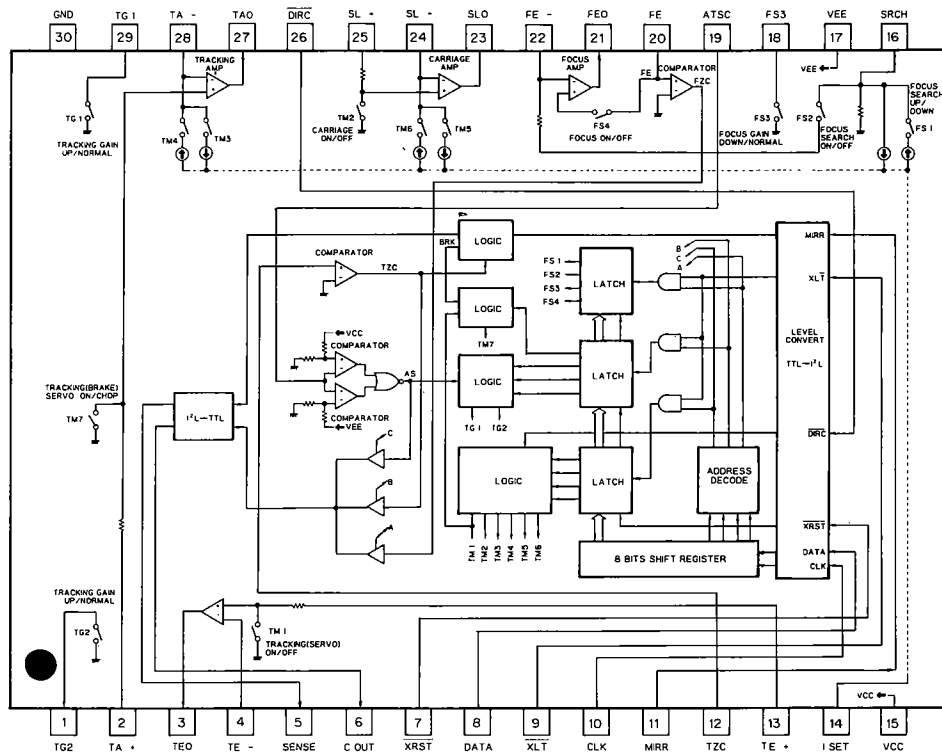 GND TG 1 TA - TAO DIRC SL + SL - SLO FE - FEO FE ATSC FS3 VEE SRCH
30 29 28 27 26 25 24 23 22 21 20 19 18 17 16
TRACKING AMP
CARRIAGE AMP
FOCUS AMP
COMPARATOR
FE
FZC
VEE
TG 1
TRACKING GAIN UP/NORMAL
TM4
TM3
TM2
CARRIAGE ON/OFF
TM6
TM5
FS4
FOCUS ON/OFF
FS3
FOCUS GAIN DOWN/NORMAL
FS2
FOCUS SEARCH ON/OFF
FOCUS SEARCH UP/DOWN
FS 1
BRK
LOGIC
COMPARATOR
TZC
FS 1
FS2
FS3
FS4
LATCH
B
C
A
MIRR
XLT
LEVEL CONVERT
TTL→I²L
DIRC
XRST
DATA
CLK
LOGIC
TM7
VCC
COMPARATOR
AS
LOGIC
TG 1 TG2
LATCH
COMPARATOR
VEE
TRACKING(BRAKE) SERVO ON/CHOP
TM7
I²L→TTL
C
B
A
LOGIC
LATCH
ADDRESS DECODE
TM 1
TM2
TM3
TM4
TM5
TM6
8 BITS SHIFT REGISTER
TRACKING GAIN UP/NORMAL
TG2
TM 1
TRACKING(SERVO) ON/OFF
VCC
1 2 3 4 5 6 7 8 9 10 11 12 13 14 15
TG2 TA + TEO TE - SENSE C OUT XRST DATA XLT CLK MIRR TZC TE + I SET VCC